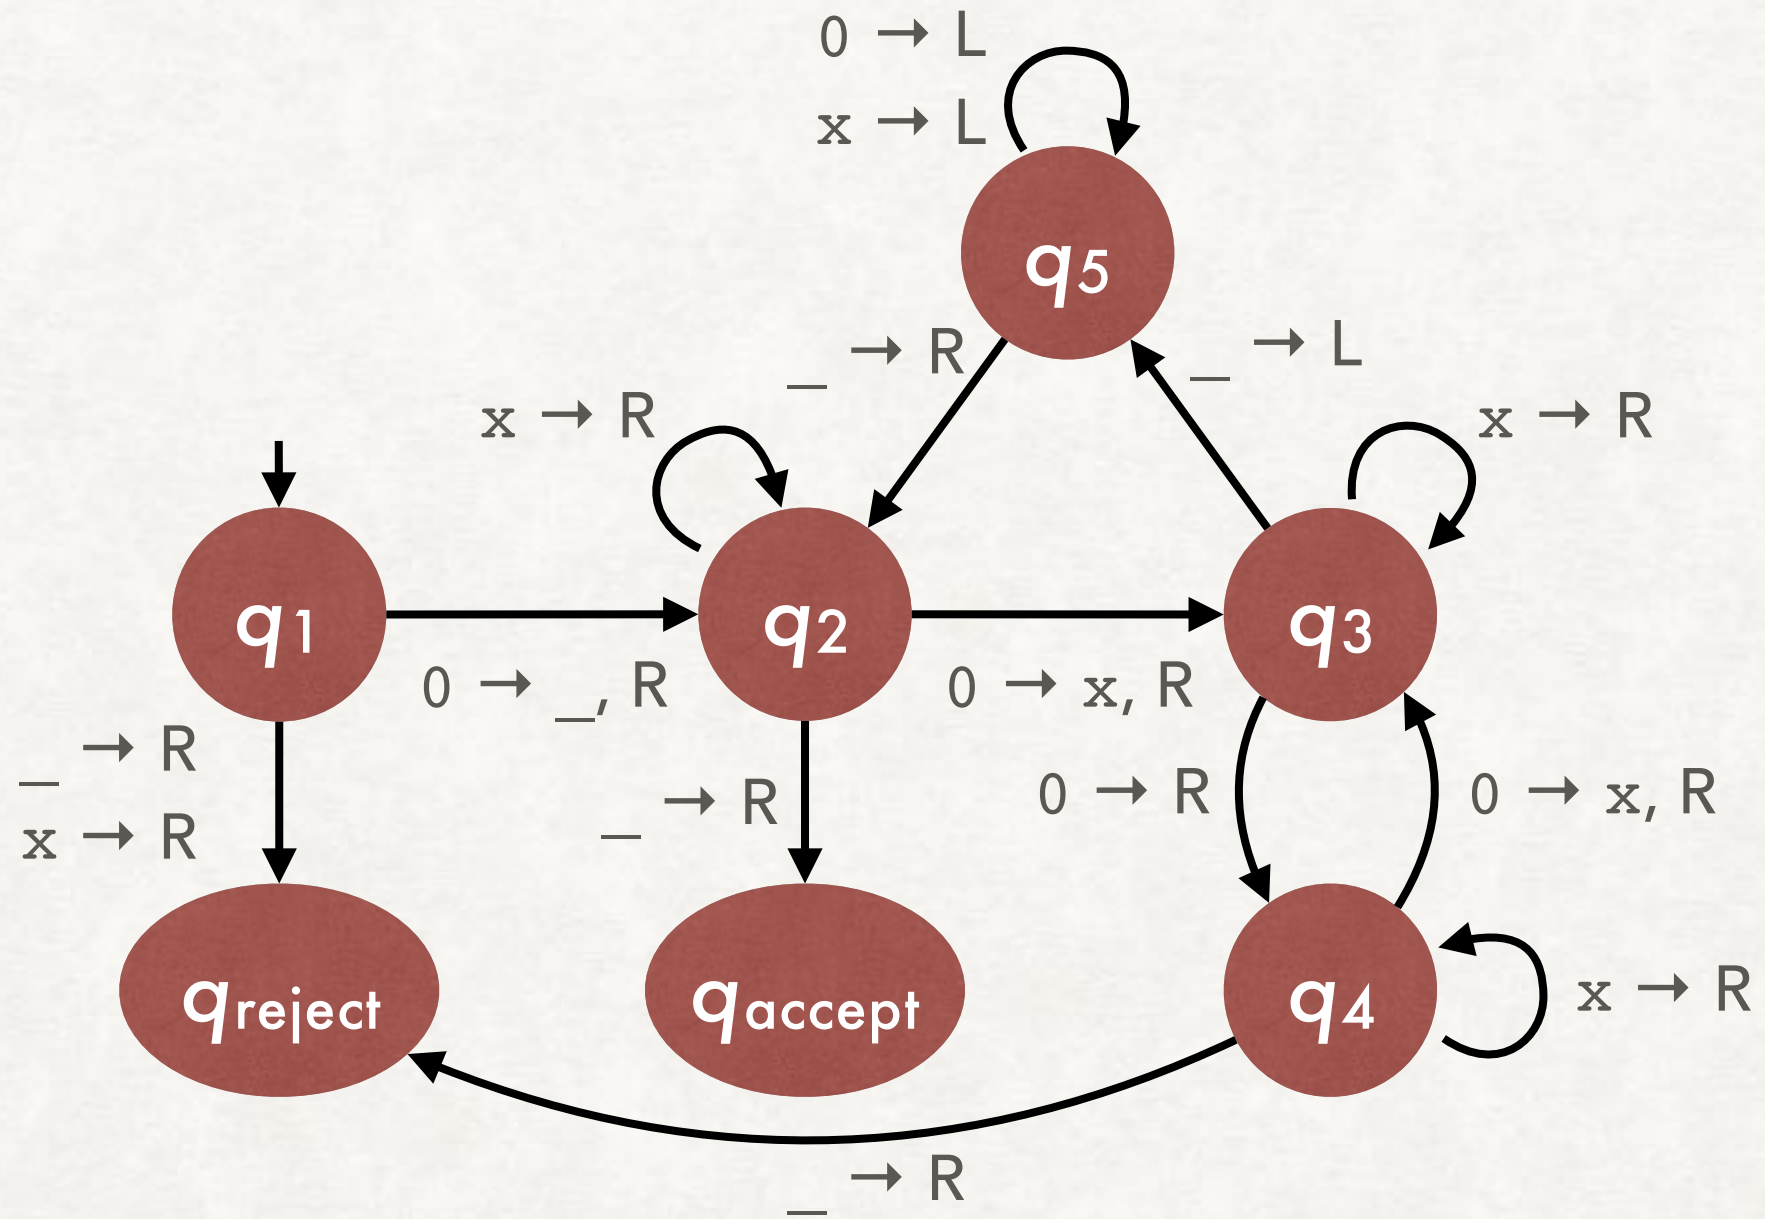 0 → L
x → L
q5
_ → R
_ → L
x → R
x → R
q1
q2
q3
0 → _, R
0 → x, R
_ → R
x → R
_ → R
0 → R
0 → x, R
qreject
qaccept
q4
x → R
_ → R